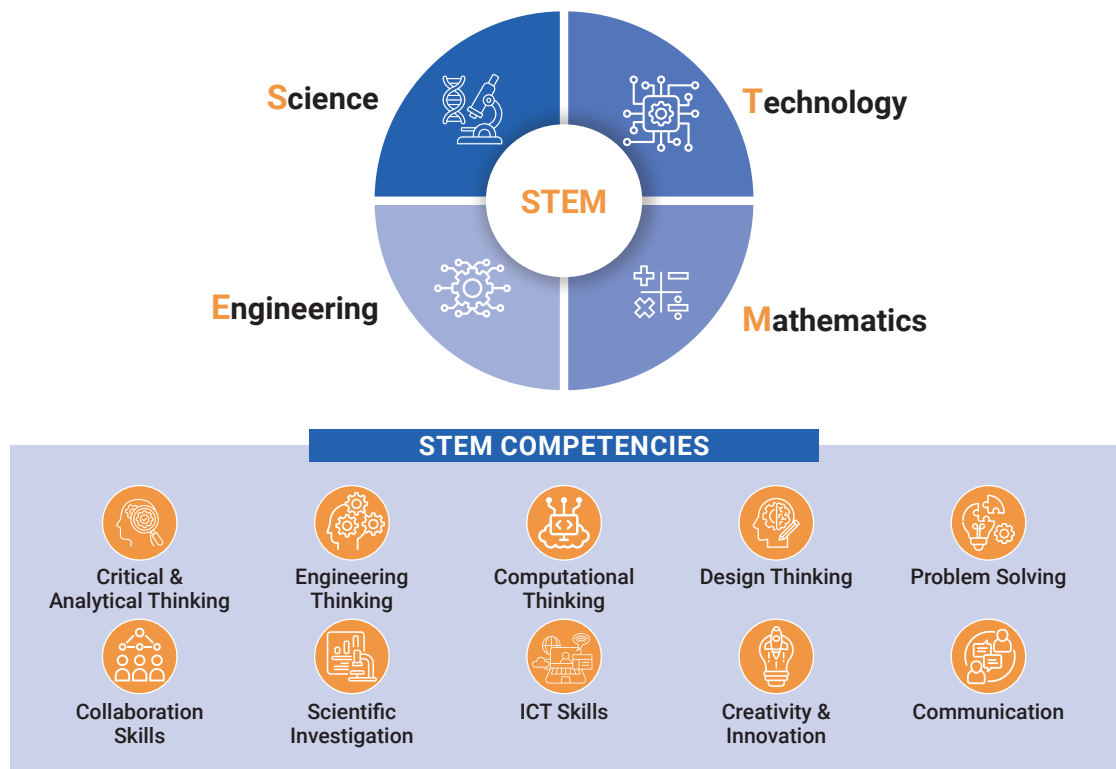 Science
Technology
STEM
Engineering
Mathematics
STEM COMPETENCIES
Critical &
Analytical Thinking
Engineering
Thinking
Computational
Thinking
Design Thinking
Problem Solving
Collaboration
Skills
Scientific
Investigation
ICT Skills
Creativity &
Innovation
Communication